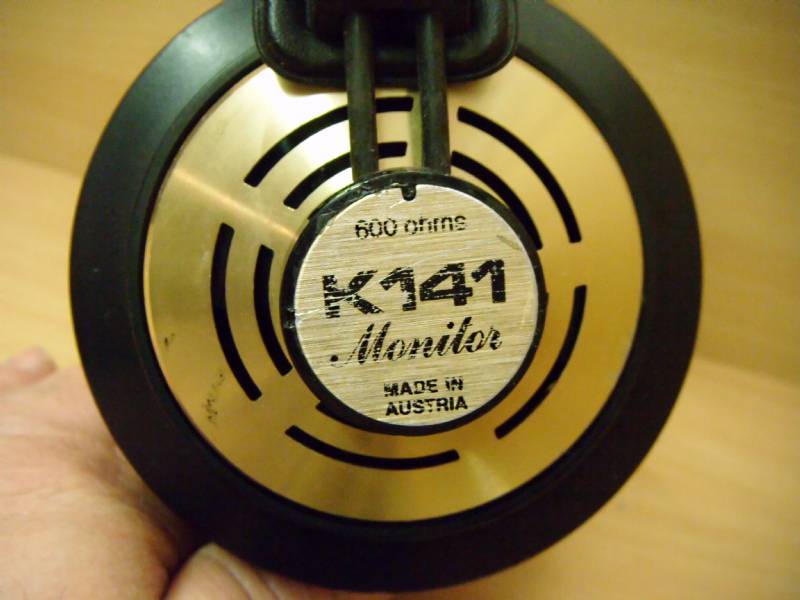 600 ohms
K141
Monitor
MADE IN
AUSTRIA